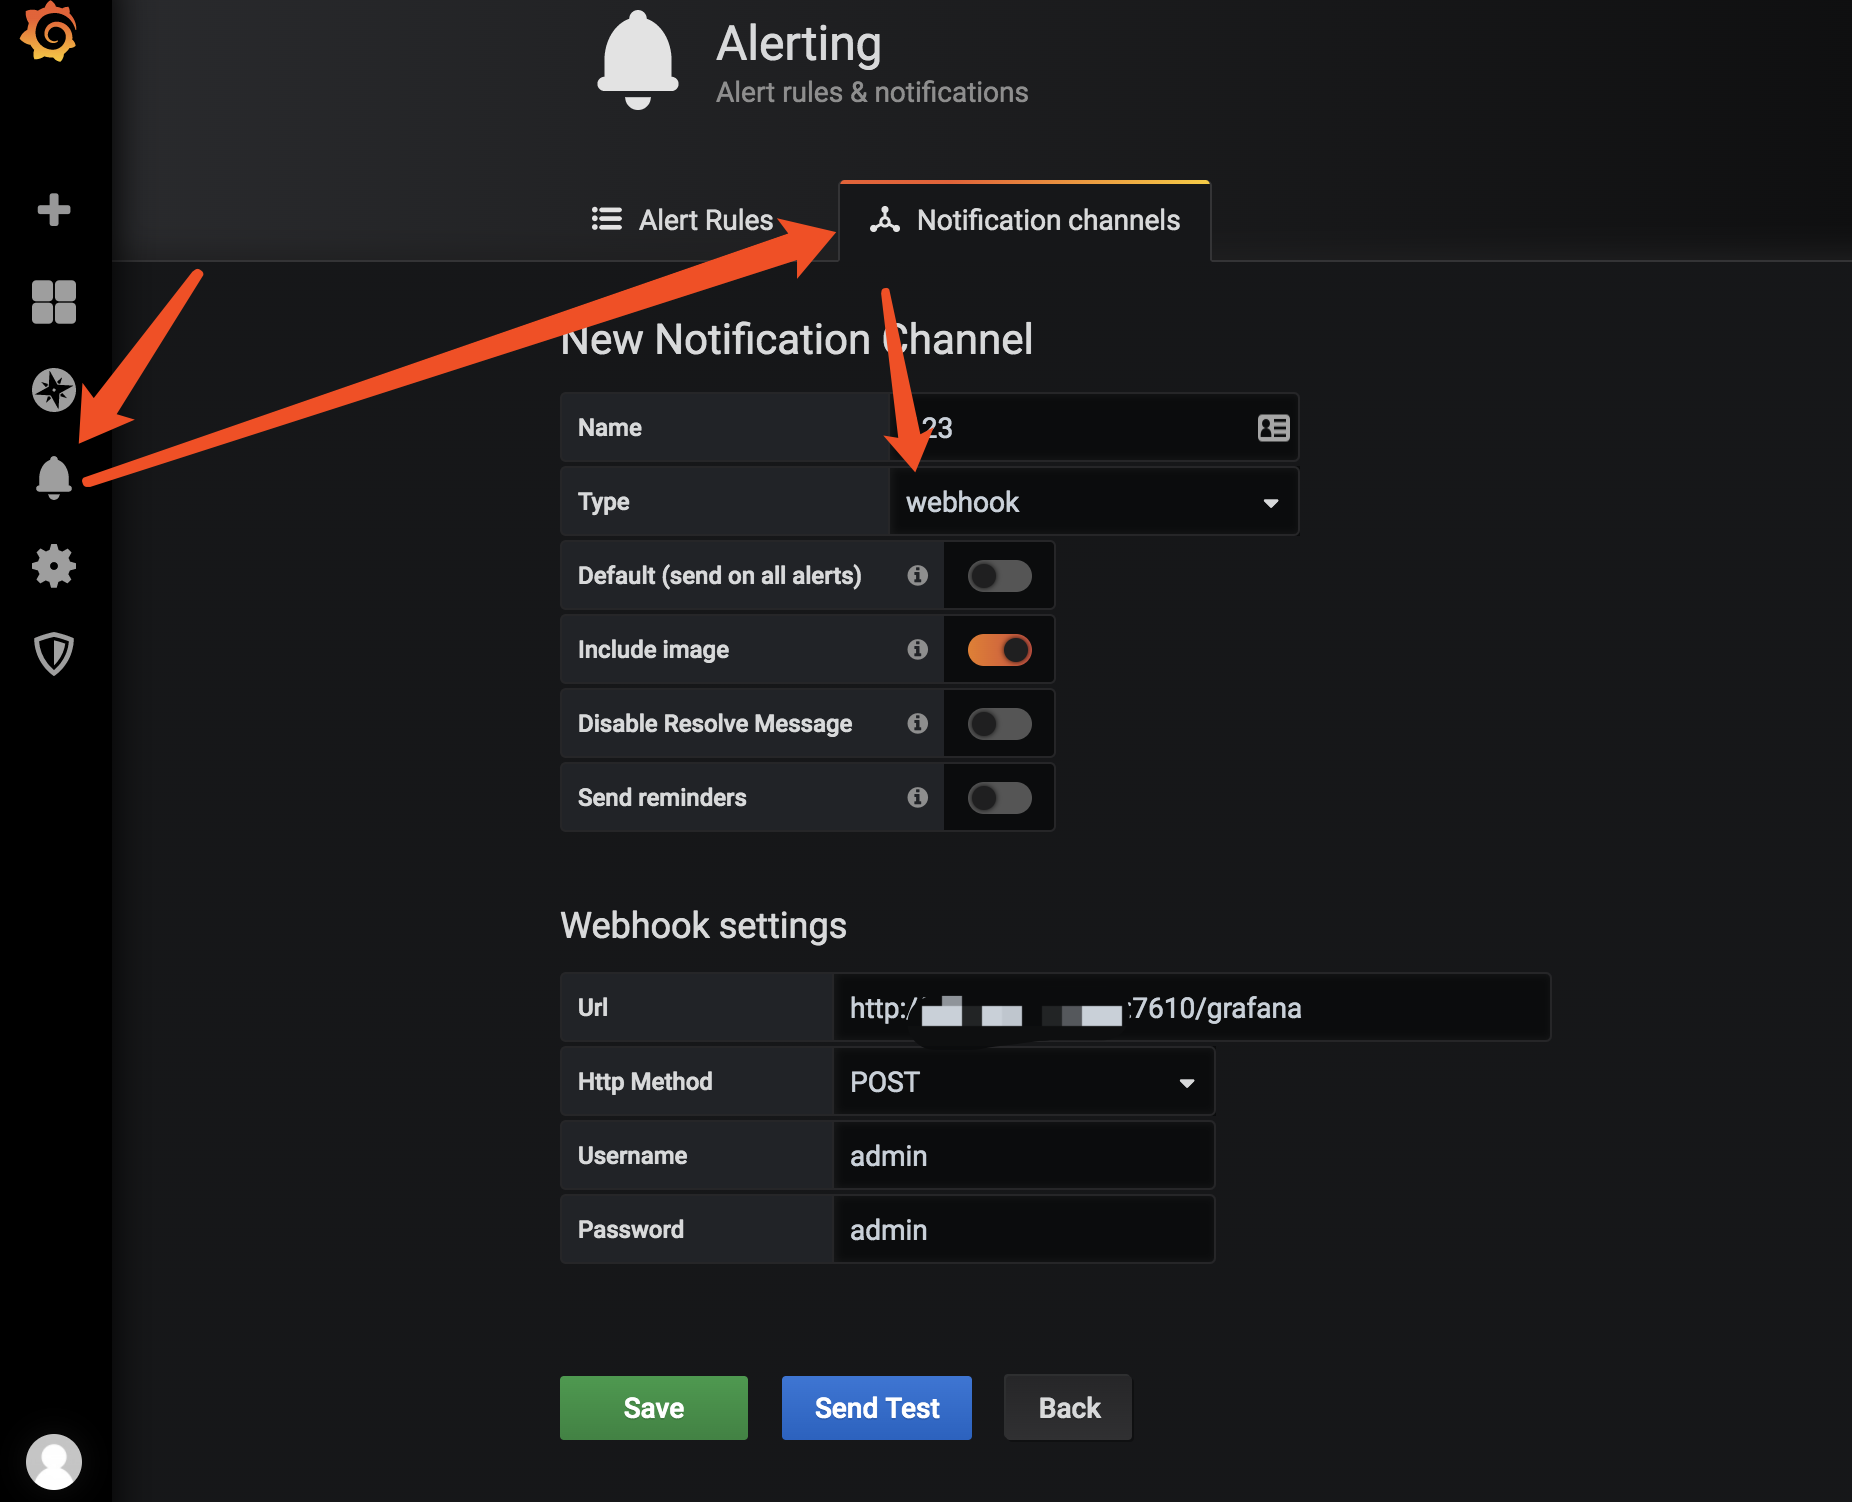 Alerting
Alert rules & notifications
Alert Rules
Notification channels
New Notification Channel
Name
23
Type
webhook
Default (send on all alerts)
Include image
Disable Resolve Message
Send reminders
Webhook settings
Url
http:/ :7610/grafana
Http Method
POST
Username
admin
Password
admin
Save
Send Test
Back